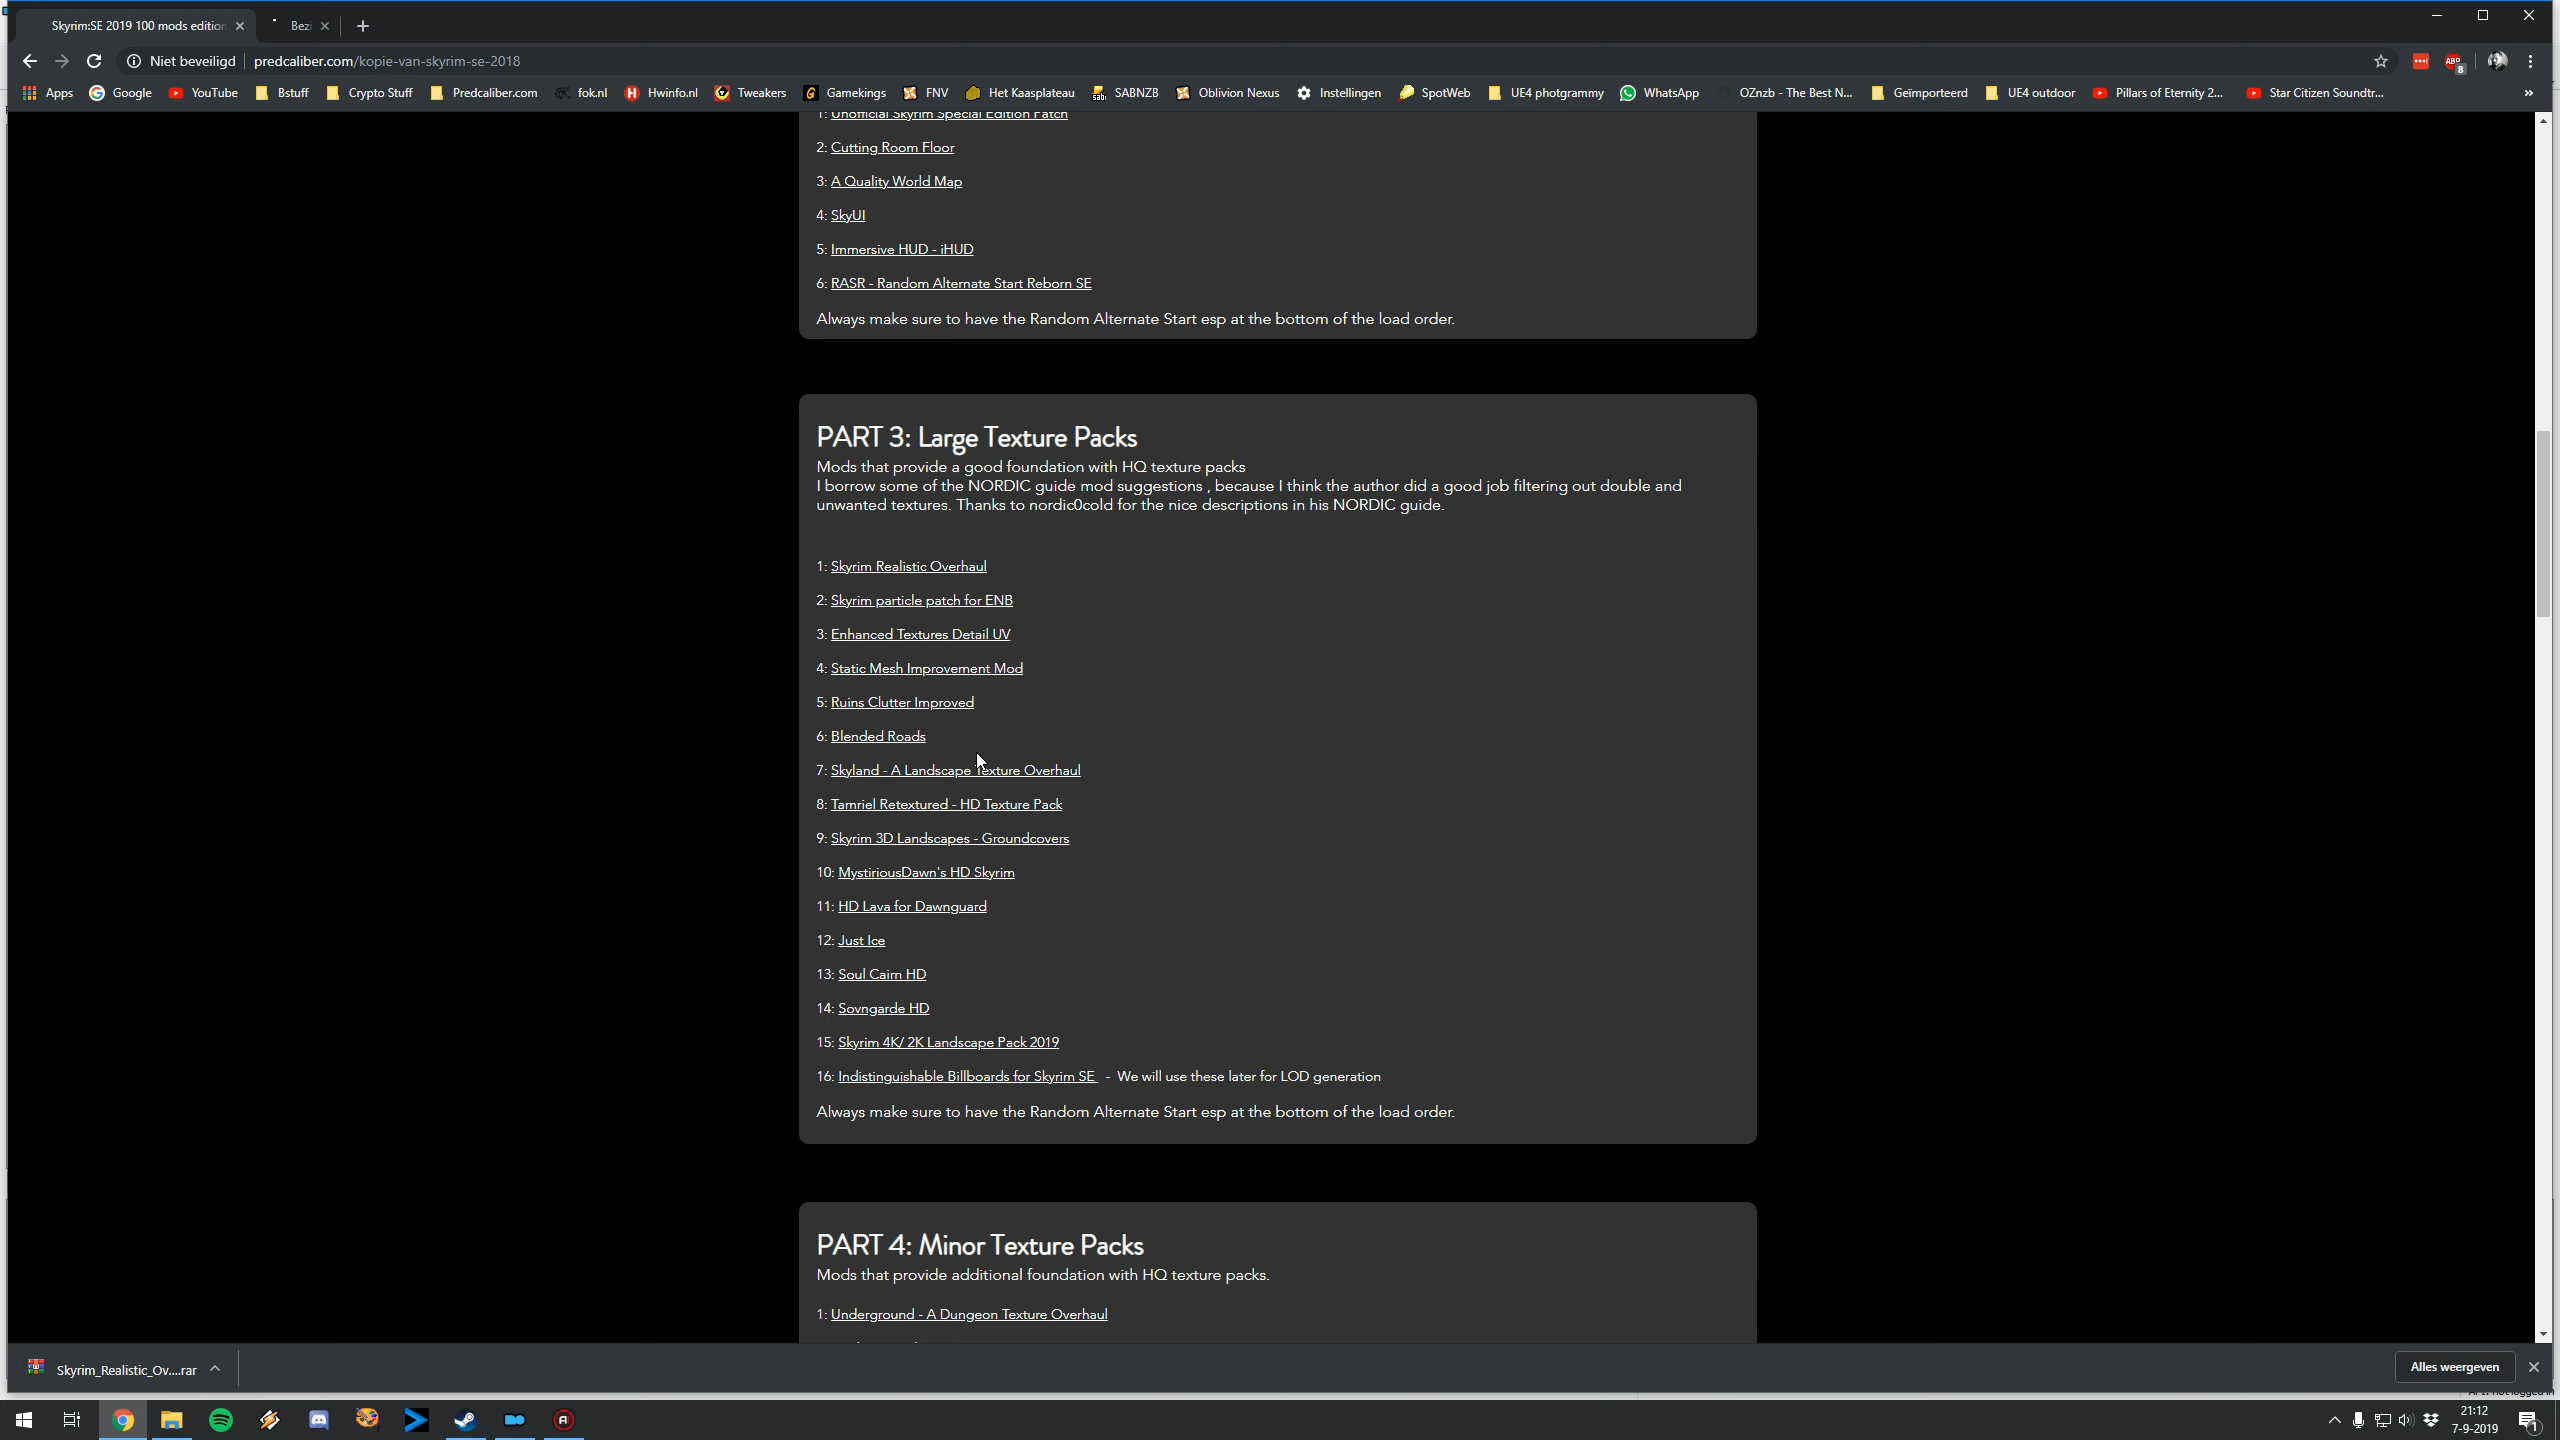 Skyrim:SE 2019 100 mods edition
Bezi
Niet beveiligd
predcaliber.com/kopie-van-skyrim-se-2018
ABP
8
Apps
Google
YouTube
Bstuff
Crypto Stuff
Predcaliber.com
fok.nl
Hwinfo.nl
Tweakers
Gamekings
FNV
Het Kaasplateau
SABNZB
Oblivion Nexus
Instellingen
SpotWeb
UE4 photgrammy
WhatsApp
OZnzb - The Best N...
Geïmporteerd
UE4 outdoor
Pillars of Eternity 2...
Star Citizen Soundtr...
»
1: Unofficial Skyrim Special Edition Patch
2: Cutting Room Floor
3: A Quality World Map
4: SkyUI
5: Immersive HUD - iHUD
6: RASR - Random Alternate Start Reborn SE
Always make sure to have the Random Alternate Start esp at the bottom of the load order.
PART 3: Large Texture Packs
Mods that provide a good foundation with HQ texture packs
I borrow some of the NORDIC guide mod suggestions , because I think the author did a good job filtering out double and
unwanted textures. Thanks to nordic0cold for the nice descriptions in his NORDIC guide.
1: Skyrim Realistic Overhaul
2: Skyrim particle patch for ENB
3: Enhanced Textures Detail UV
4: Static Mesh Improvement Mod
5: Ruins Clutter Improved
6: Blended Roads
7: Skyland - A Landscape Texture Overhaul
8: Tamriel Retextured - HD Texture Pack
9: Skyrim 3D Landscapes - Groundcovers
10: MystiriousDawn's HD Skyrim
11: HD Lava for Dawnguard
12: Just Ice
13: Soul Cairn HD
14: Sovngarde HD
15: Skyrim 4K/ 2K Landscape Pack 2019
16: Indistinguishable Billboards for Skyrim SE - We will use these later for LOD generation
Always make sure to have the Random Alternate Start esp at the bottom of the load order.
PART 4: Minor Texture Packs
Mods that provide additional foundation with HQ texture packs.
1: Underground - A Dungeon Texture Overhaul
Skyrim_Realistic_Ov....rar
Alles weergeven
21:12
7-9-2019
1